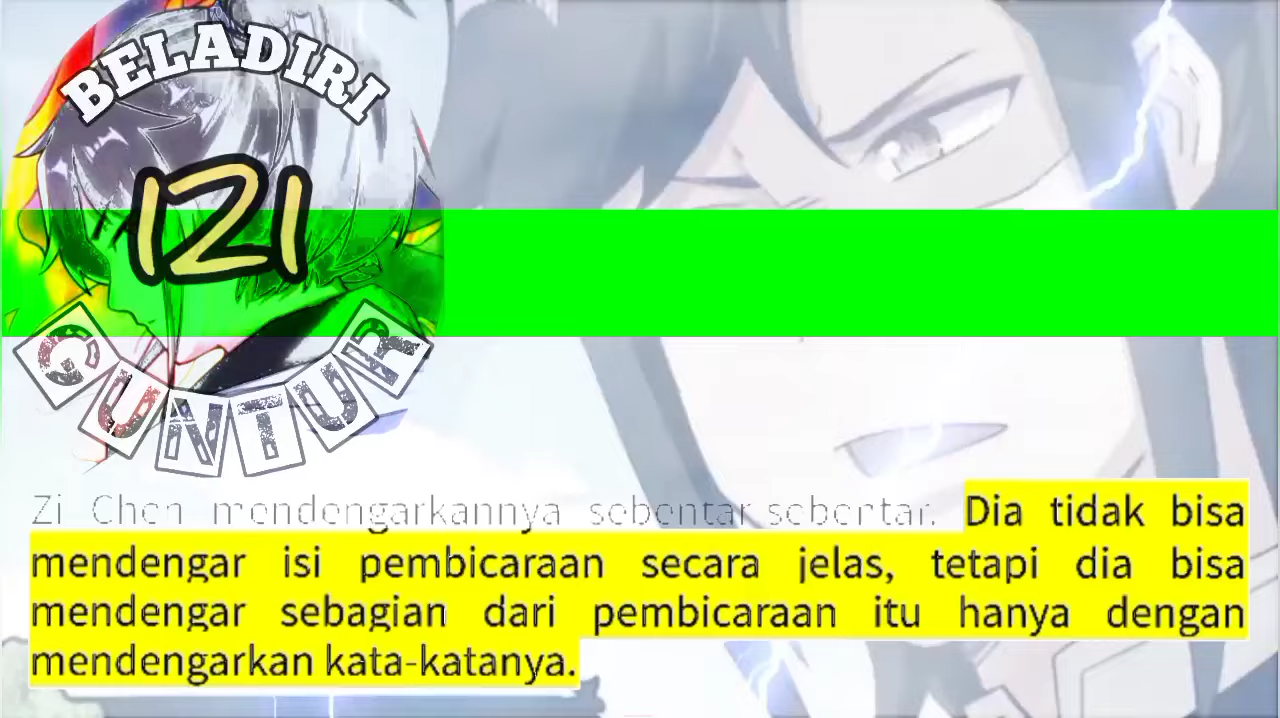 BELADIRI
121
GUNTUR
Zi Chen mendengarkannya sebentar sebentar. Dia tidak bisa
mendengar isi pembicaraan secara jelas, tetapi dia bisa
mendengar sebagian dari pembicaraan itu hanya dengan
mendengarkan kata-katanya.